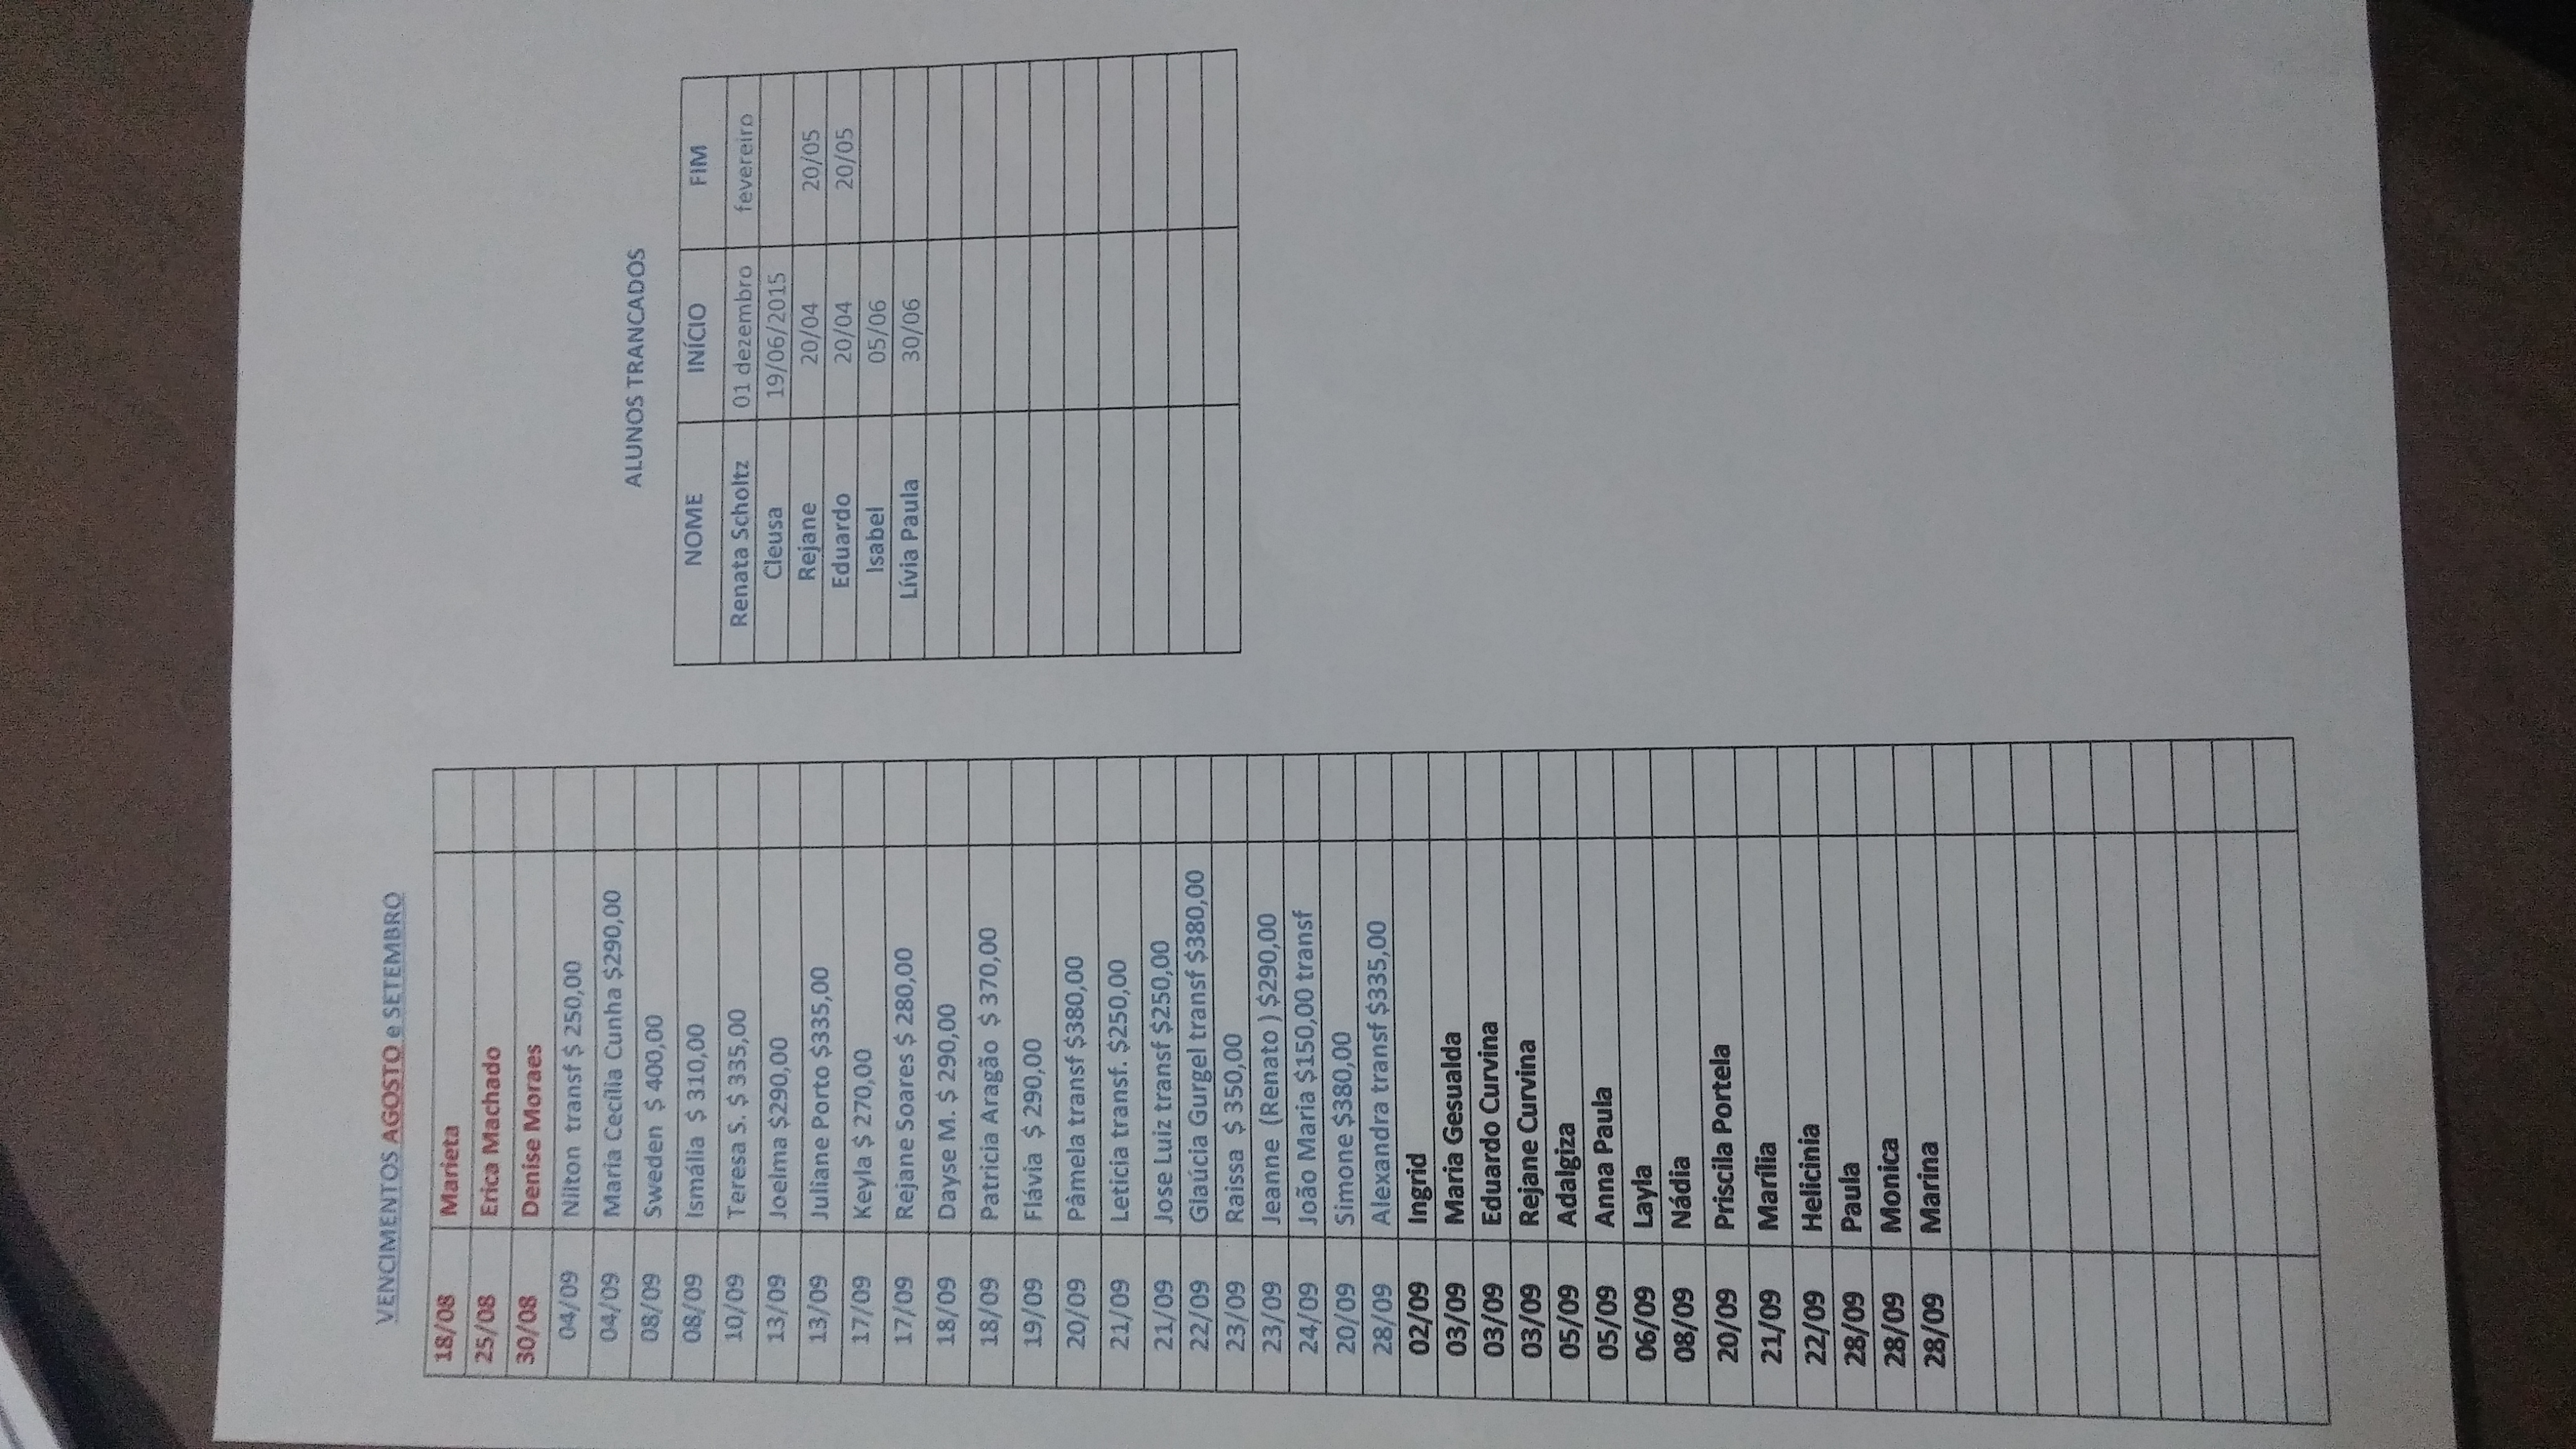 VENCIMENTOS AGOSTO e SETEMBRO
18/08 Marieta
25/08 Erica Machado
30/08 Denise Moraes
04/09 Nilton transf $ 250,00
04/09 Maria Cecília Cunha $290,00
08/09 Sweden $ 400,00
08/09 Ismália $ 310,00
10/09 Teresa S. $ 335,00
13/09 Joelma $290,00
13/09 Juliane Porto $335,00
17/09 Keyla $ 270,00
17/09 Rejane Soares $ 280,00
18/09 Dayse M. $ 290,00
18/09 Patricia Aragão $ 370,00
19/09 Flávia $ 290,00
20/09 Pâmela transf $380,00
21/09 Leticia transf. $250,00
21/09 Jose Luiz transf $250,00
22/09 Glaúcia Gurgel transf $380,00
23/09 Raissa $ 350,00
23/09 Jeanne (Renato ) $290,00
24/09 João Maria $150,00 transf
20/09 Simone $380,00
28/09 Alexandra transf $335,00
02/09 Ingrid
03/09 Maria Gesualda
03/09 Eduardo Curvina
03/09 Rejane Curvina
05/09 Adalgiza
05/09 Anna Paula
06/09 Layla
08/09 Nádia
20/09 Priscila Portela
21/09 Marília
22/09 Helicinia
28/09 Paula
28/09 Monica
28/09 Marina
ALUNOS TRANCADOS
NOME INÍCIO FIM
Renata Scholtz 01 dezembro fevereiro
Cleusa 19/06/2015
Rejane 20/04 20/05
Eduardo 20/04 20/05
Isabel 05/06
Lívia Paula 30/06